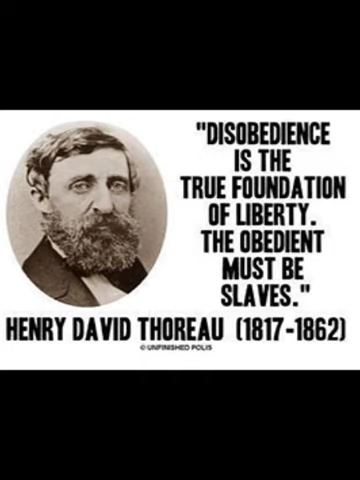 "DISOBEDIENCE
IS THE
TRUE FOUNDATION
OF LIBERTY.
THE OBEDIENT
MUST BE
SLAVES."
HENRY DAVID THOREAU (1817-1862)
© UNFINISHED POLIS